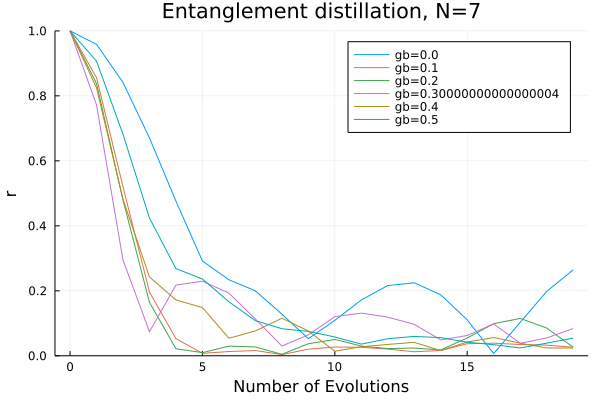 Entanglement distillation, N=7
1.0
0.8
0.6
0.4
0.2
0.0
r
gb=0.0
gb=0.1
gb=0.2
gb=0.30000000000000004
gb=0.4
gb=0.5
0 5 10 15
Number of Evolutions